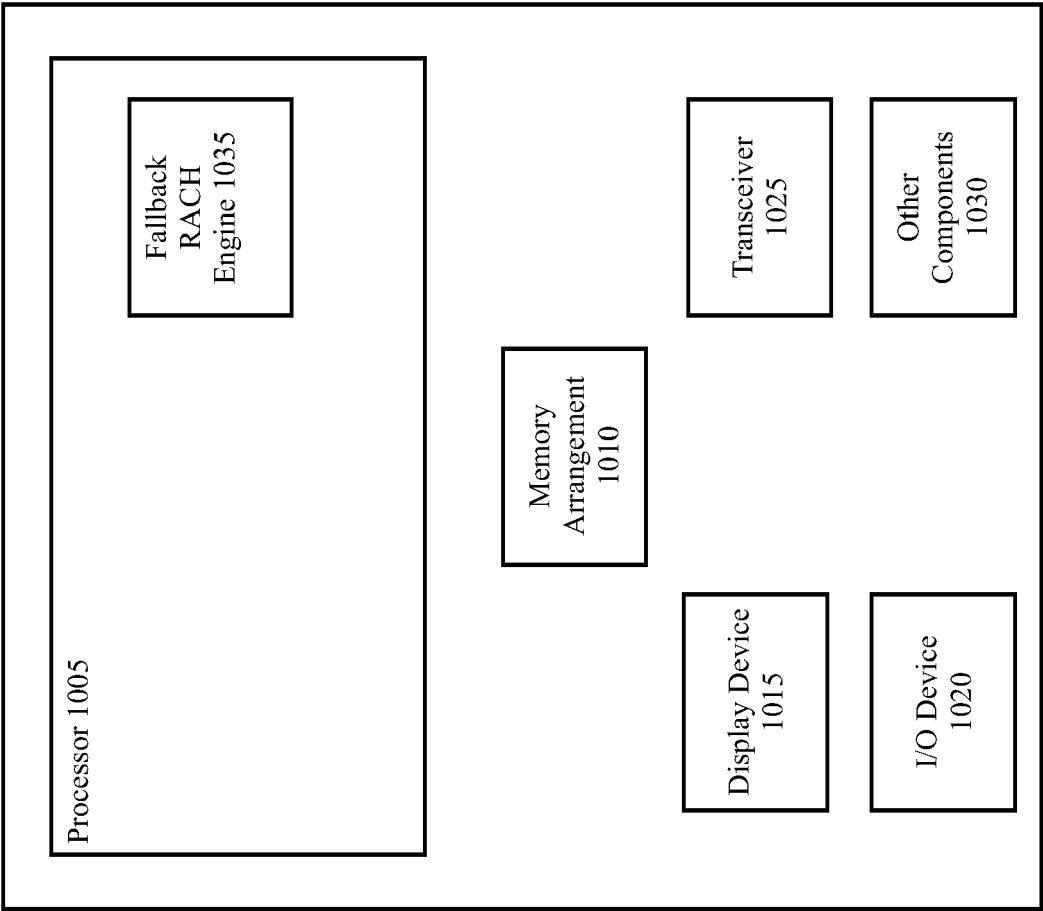 Processor 1005
Fallback
RACH
Engine 1035
Memory
Arrangement
1010
Display Device
1015
Transceiver
1025
I/O Device
1020
Other
Components
1030